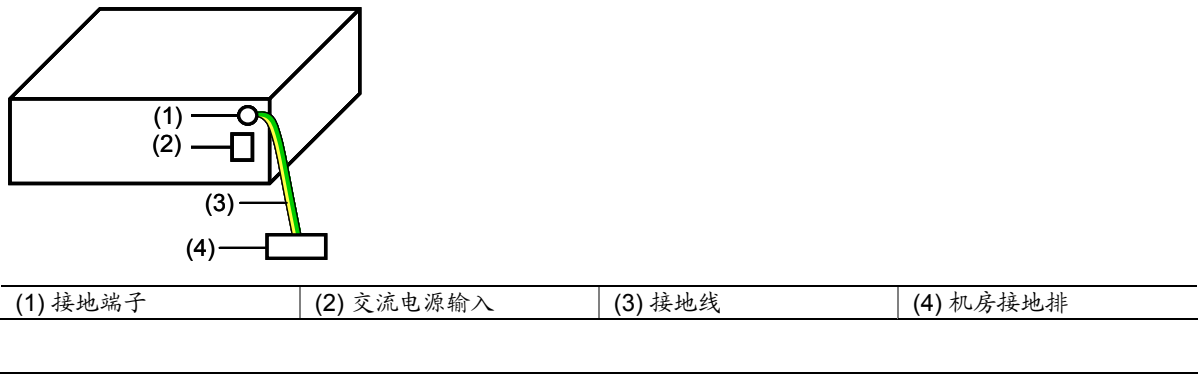 (1)
(2)
(3)
(4)
(1) 接地端子 (2) 交流电源输入 (3) 接地线 (4) 机房接地排